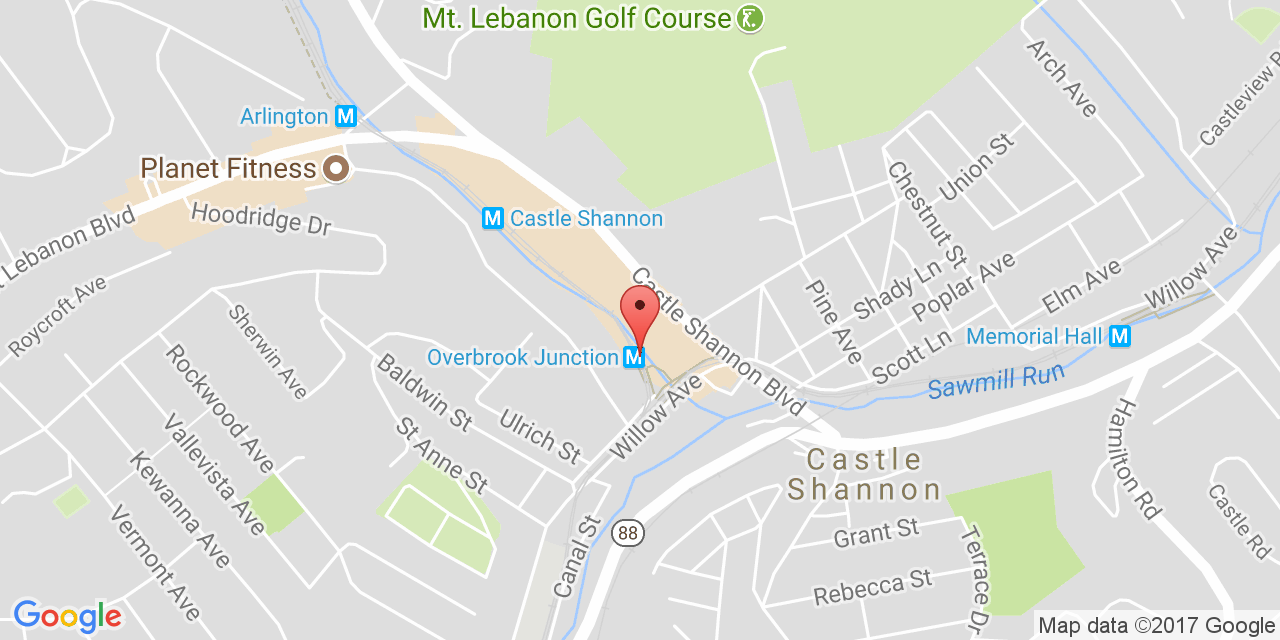 Mt. Lebanon Golf Course
Arch Ave
Castleview
Arlington M
Planet Fitness
Union St
Chestnut St
Hoodridge Dr
M Castle Shannon
Lebanon Blvd
Roycroft Ave
Castle Shannon Blvd
Shady Ln
Poplar Ave
Elm Ave
Willow Ave
Pine Ave
Scott Ln
Memorial Hall M
Overbrook Junction M
Sherwin Ave
Rockwood Ave
Baldwin St
Ulrich St
Willow Ave
Sawmill Run
Vallevista Ave
St Anne St
Hamilton Rd
Castle
Shannon
Kewanna Ave
Vermont Ave
Canal St
88
Grant St
Terrace Dr
Castle Rd
Rebecca St
Google
Map data ©2017 Google